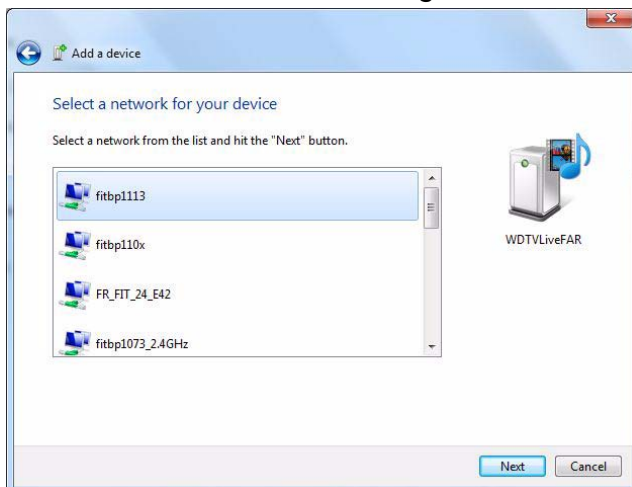 Add a device
Select a network for your device
Select a network from the list and hit the "Next" button.
fitbp1113
fitbp110x
FR_FIT_24_E42
fitbp1073_2.4GHz
WDTVLiveFAR
Next
Cancel